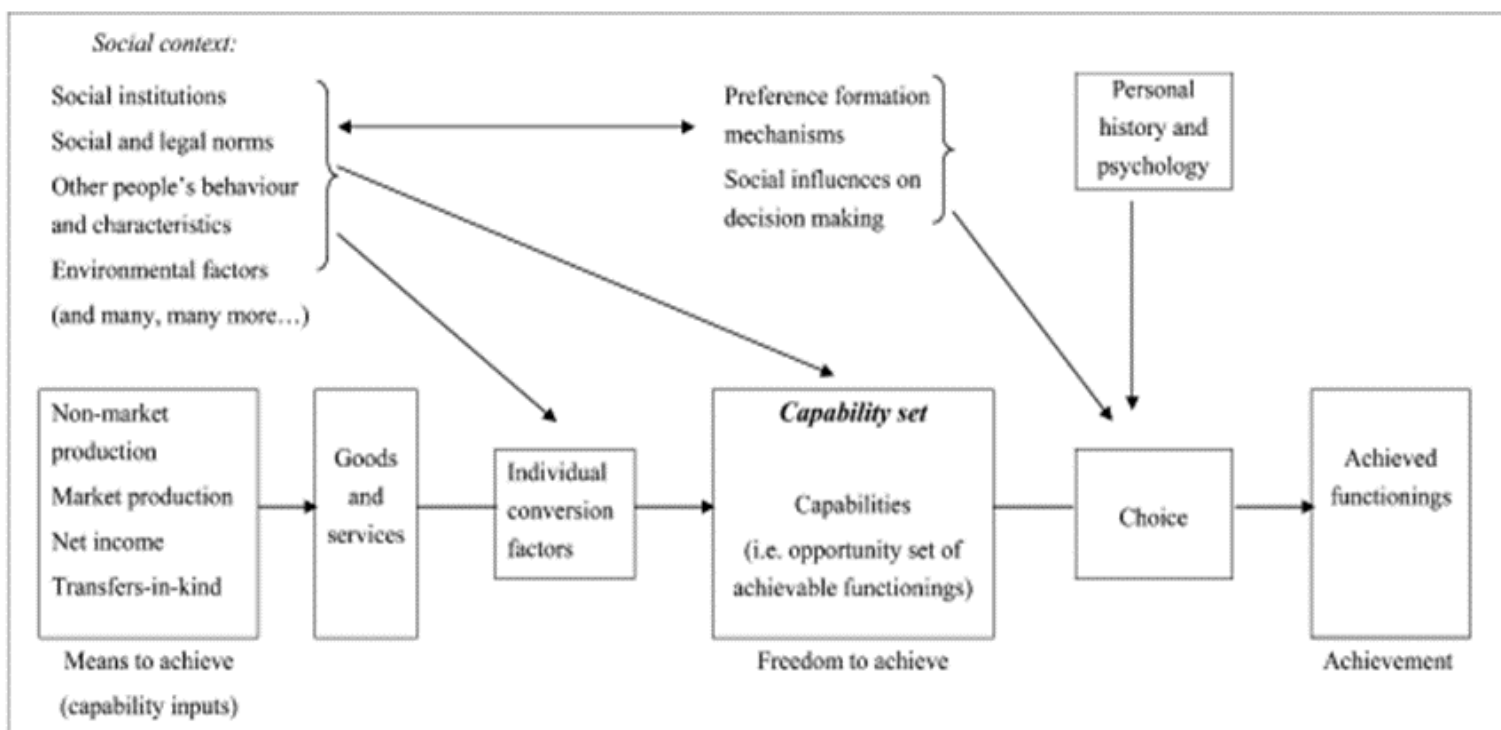 Social context:
Social institutions
Social and legal norms
Other people's behaviour
and characteristics
Environmental factors
(and many, many more…)
Preference formation
mechanisms
Social influences on
decision making
Personal
history and
psychology
Non-market
production
Market production
Net income
Transfers-in-kind
Means to achieve
(capability inputs)
Goods
and
services
Individual
conversion
factors
Capability set
Capabilities
(i.e. opportunity set of
achievable functionings)
Freedom to achieve
Choice
Achieved
functionings
Achievement